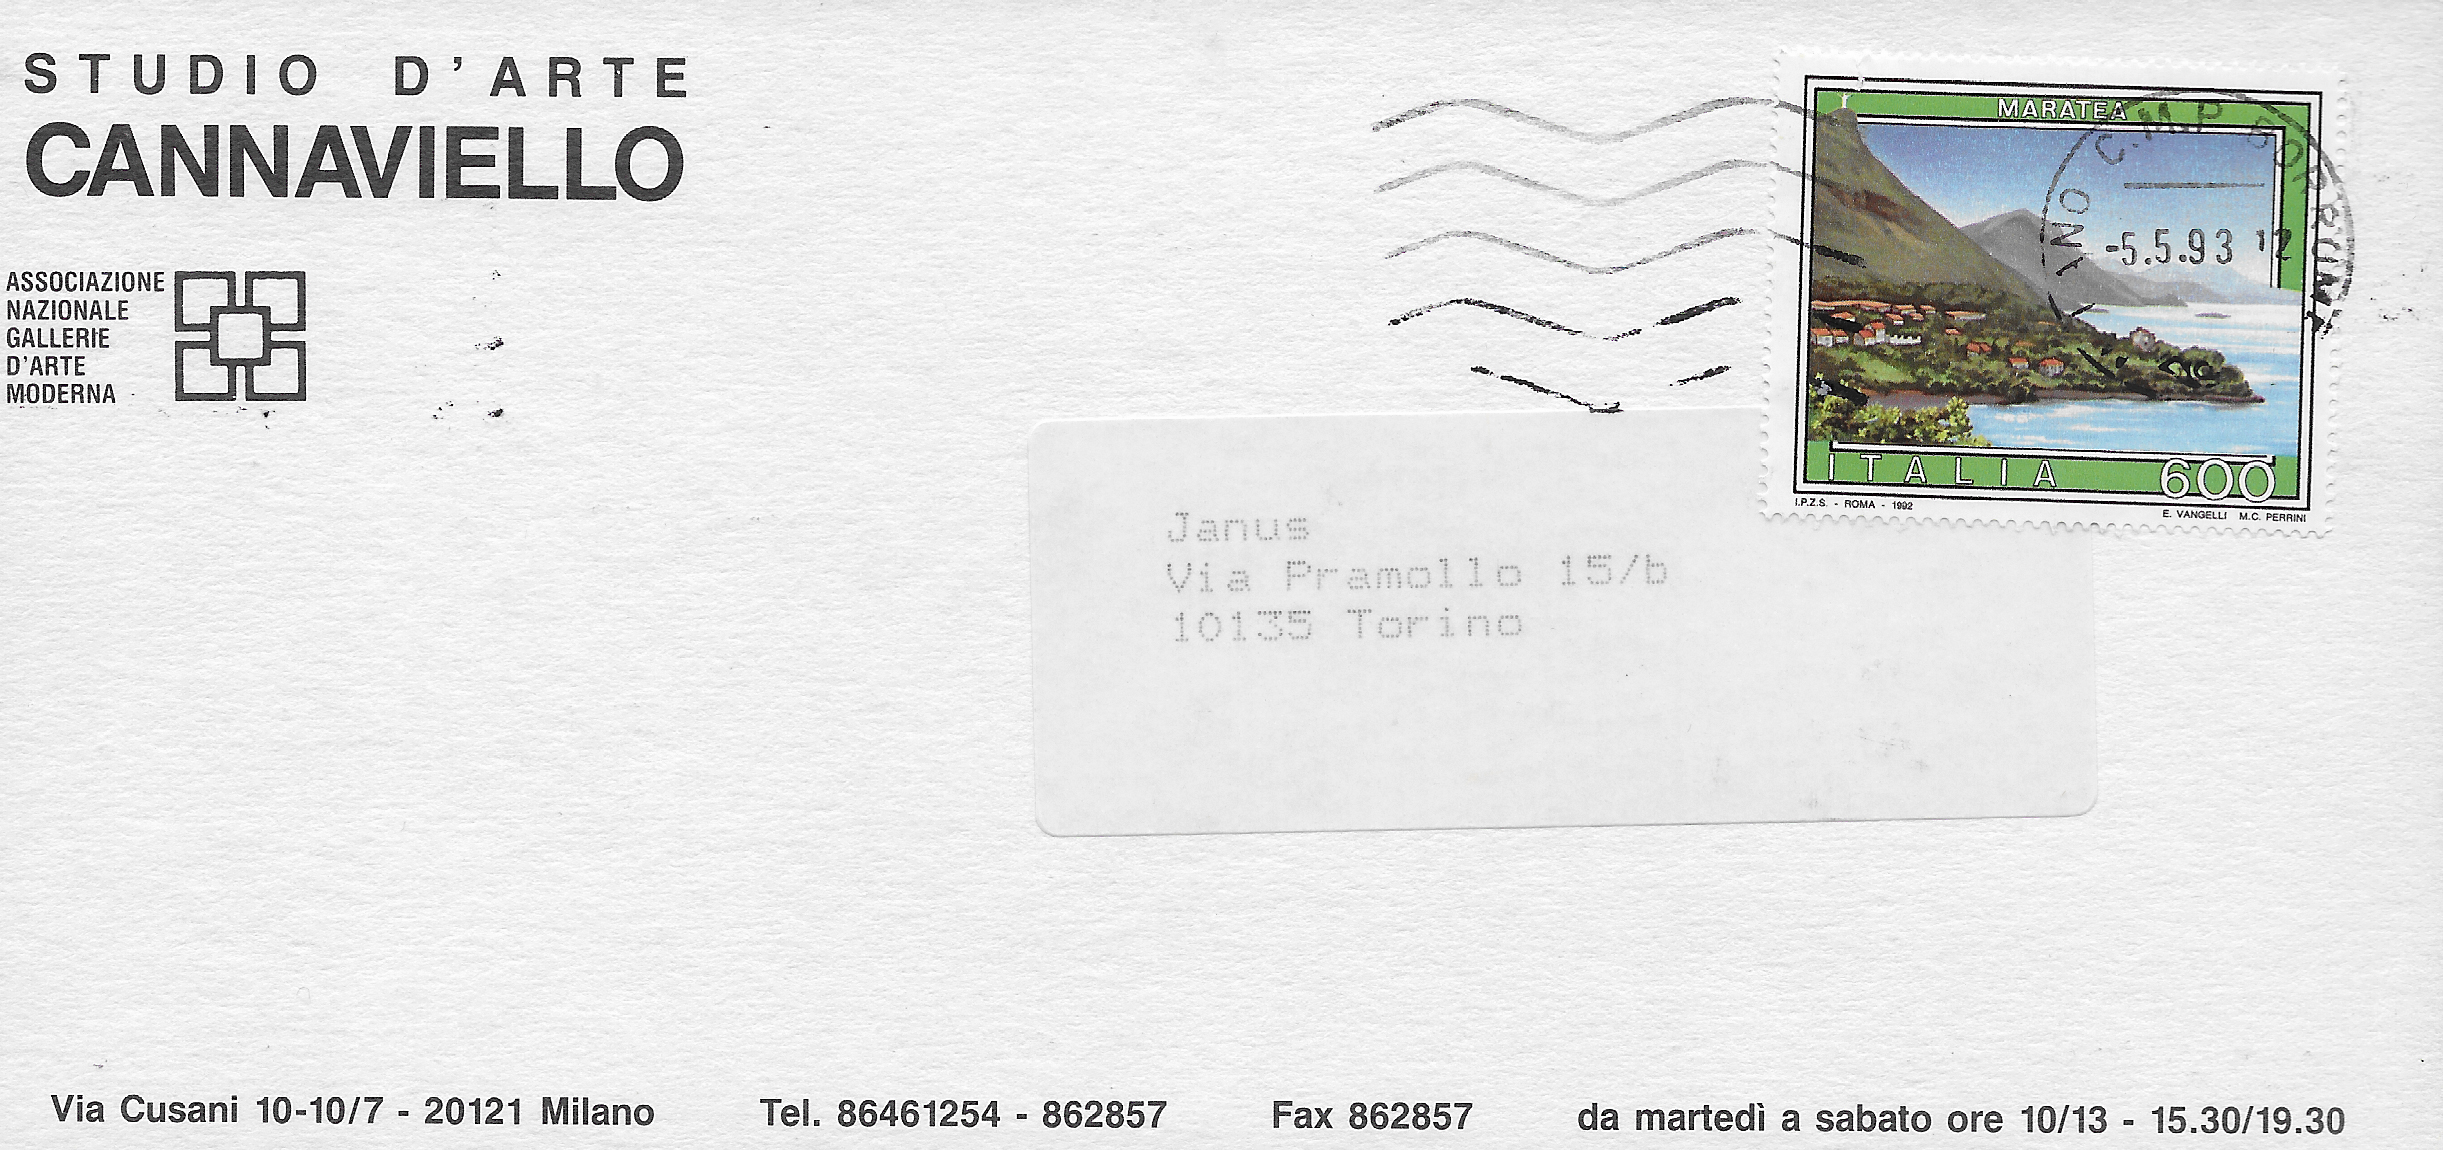 STUDIO D'ARTE
CANNAVIELLO
ASSOCIAZIONE
NAZIONALE
GALLERIE
D'ARTE
MODERNA
MARATEA
C.M.P.
-5.5.93 12
ITALIA 600
I.P.Z.S. - ROMA - 1992
E. VANGELLI M.C. PERRINI
Janus
Via Pramollo 15/b
10135 Torino
Via Cusani 10-10/7 - 20121 Milano Tel. 86461254 - 862857 Fax 862857 da martedì a sabato ore 10/13 - 15.30/19.30